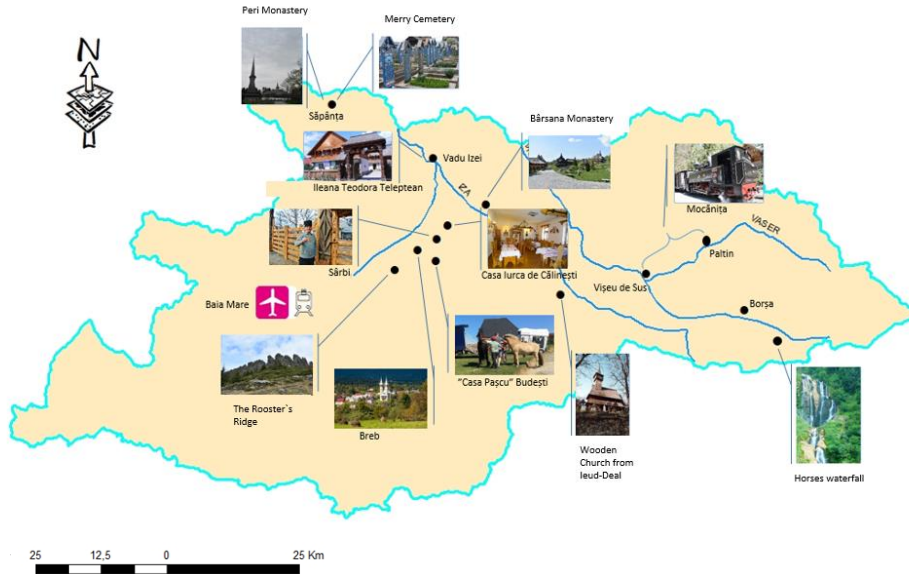 Peri Monastery
Merry Cemetery
N
Săpânța
Bârsana Monastery
Vadu Izei
Ileana Teodora Teleptean
IZA
Mocănița
VASER
Sârbi
Casa Iurca de Călinești
Paltin
Vișeu de Sus
Baia Mare
Borșa
"Casa Pașcu" Budești
The Rooster`s
Ridge
Breb
Wooden
Church from
Ieud-Deal
Horses waterfall
25 12,5 0 25 Km